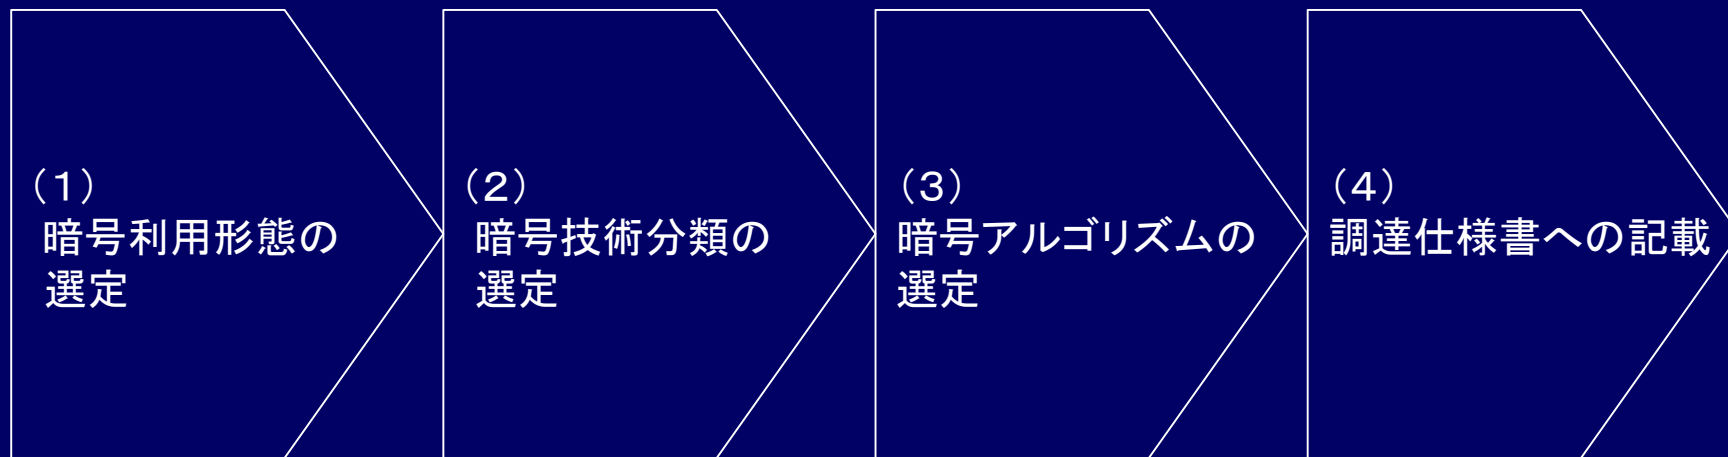 （1）
暗号利用形態の
選定
（2）
暗号技術分類の
選定
（3）
暗号アルゴリズムの
選定
（4）
調達仕様書への記載